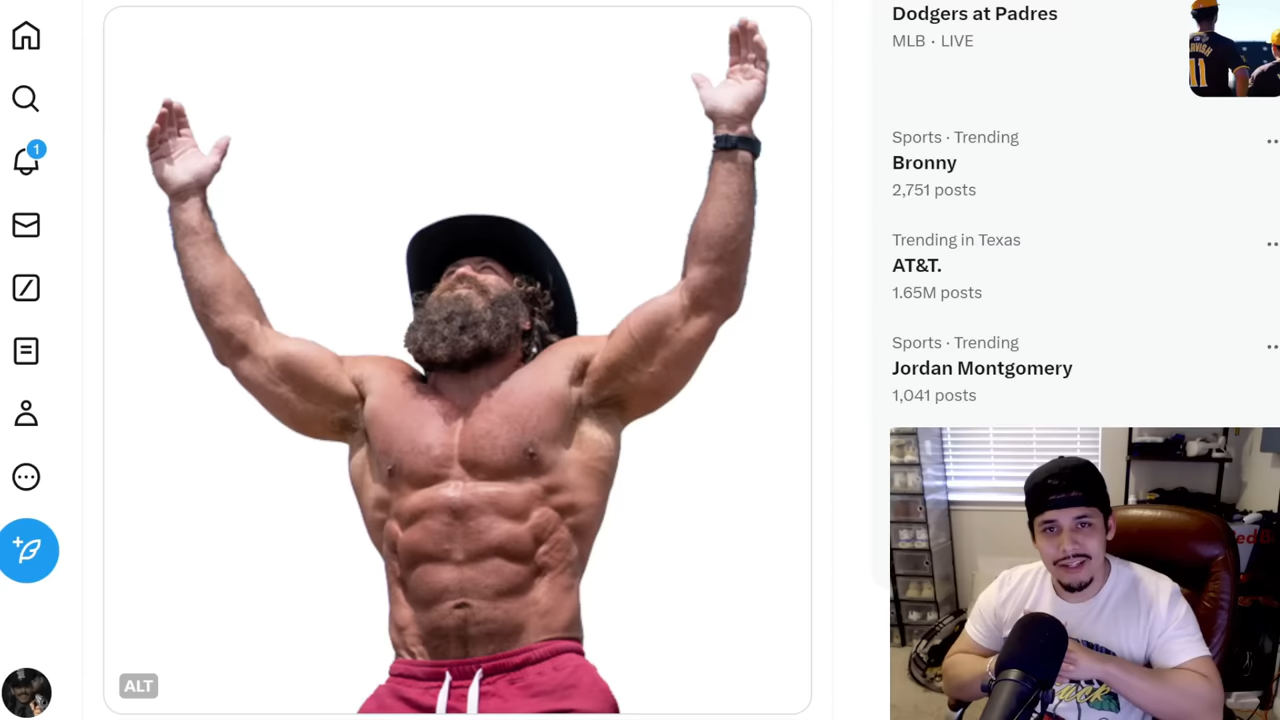 1
ALT
Dodgers at Padres
MLB · LIVE
11
Sports · Trending
Bronny
2,751 posts
Trending in Texas
AT&T.
1.65M posts
Sports · Trending
Jordan Montgomery
1,041 posts